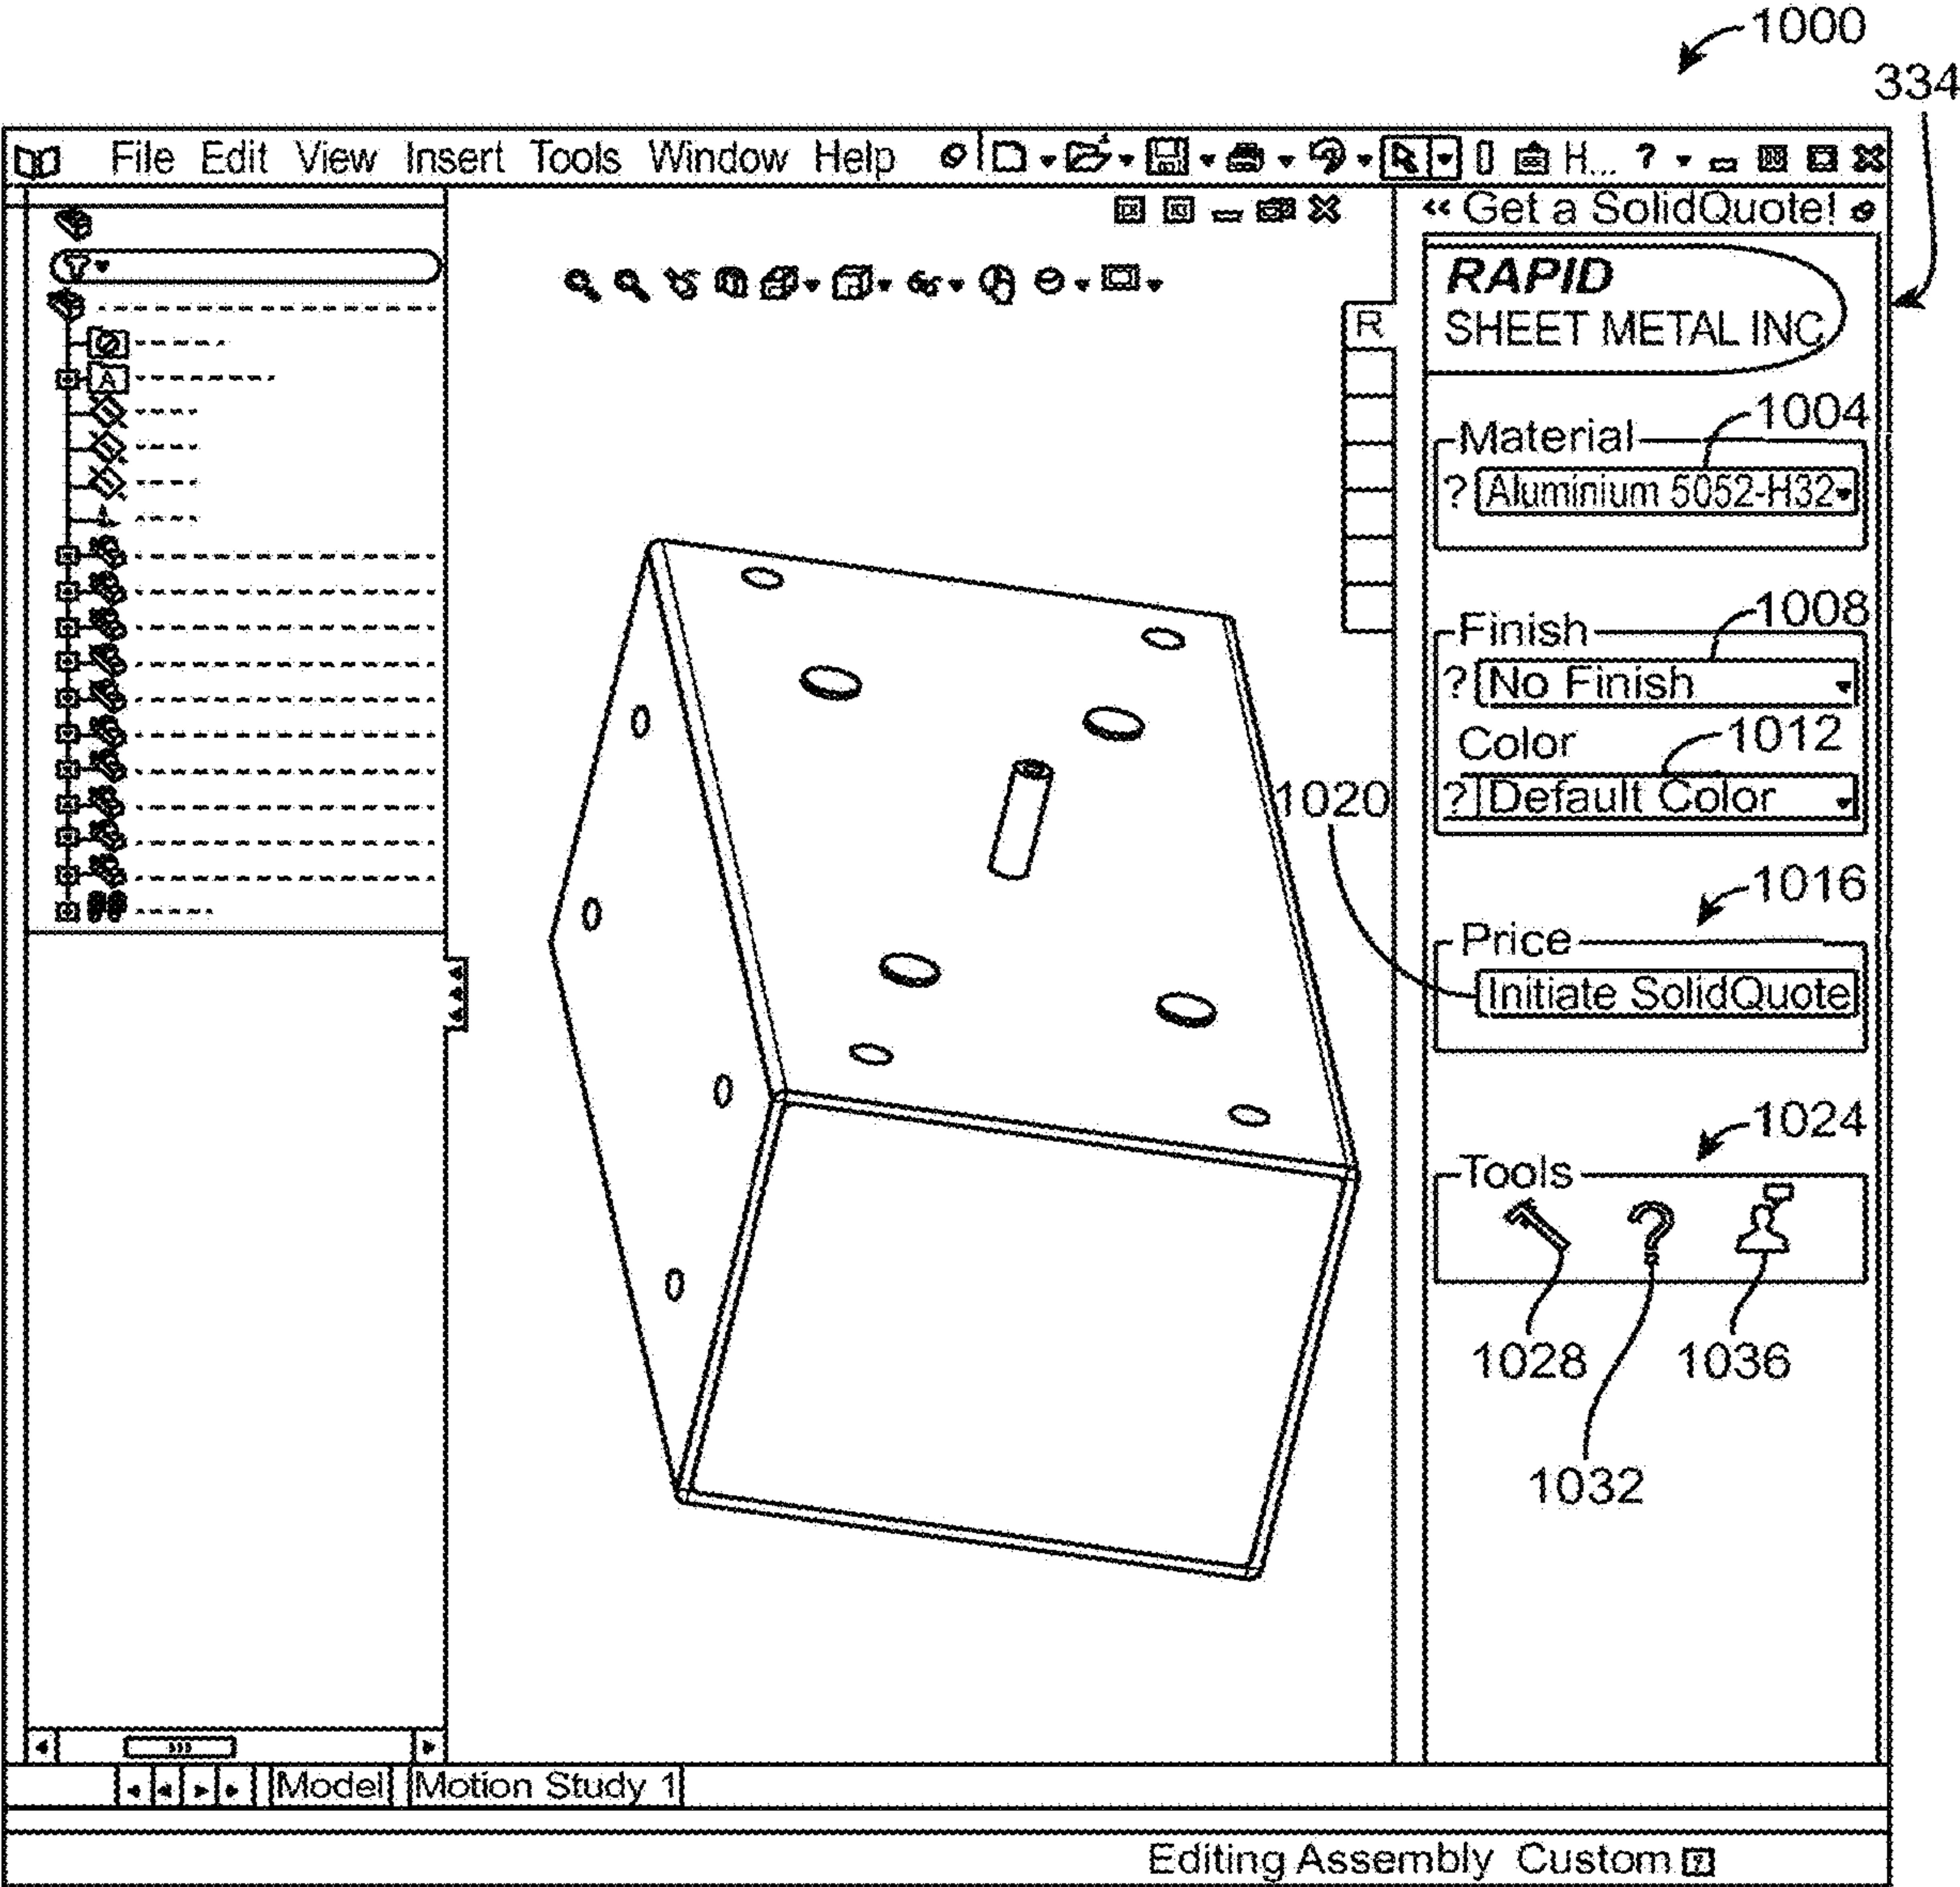 1000
334
File Edit View Insert Tools Window Help H... ?
<< Get a SolidQuote!
RAPID
SHEET METAL INC
R
A
1004
Material
? Aluminium 5052-H32
1008
Finish
? No Finish
Color
1012
? Default Color
1020
1016
Price
Initiate SolidQuote
1024
Tools
?
1028
1036
1032
Model Motion Study 1
Editing Assembly Custom ?